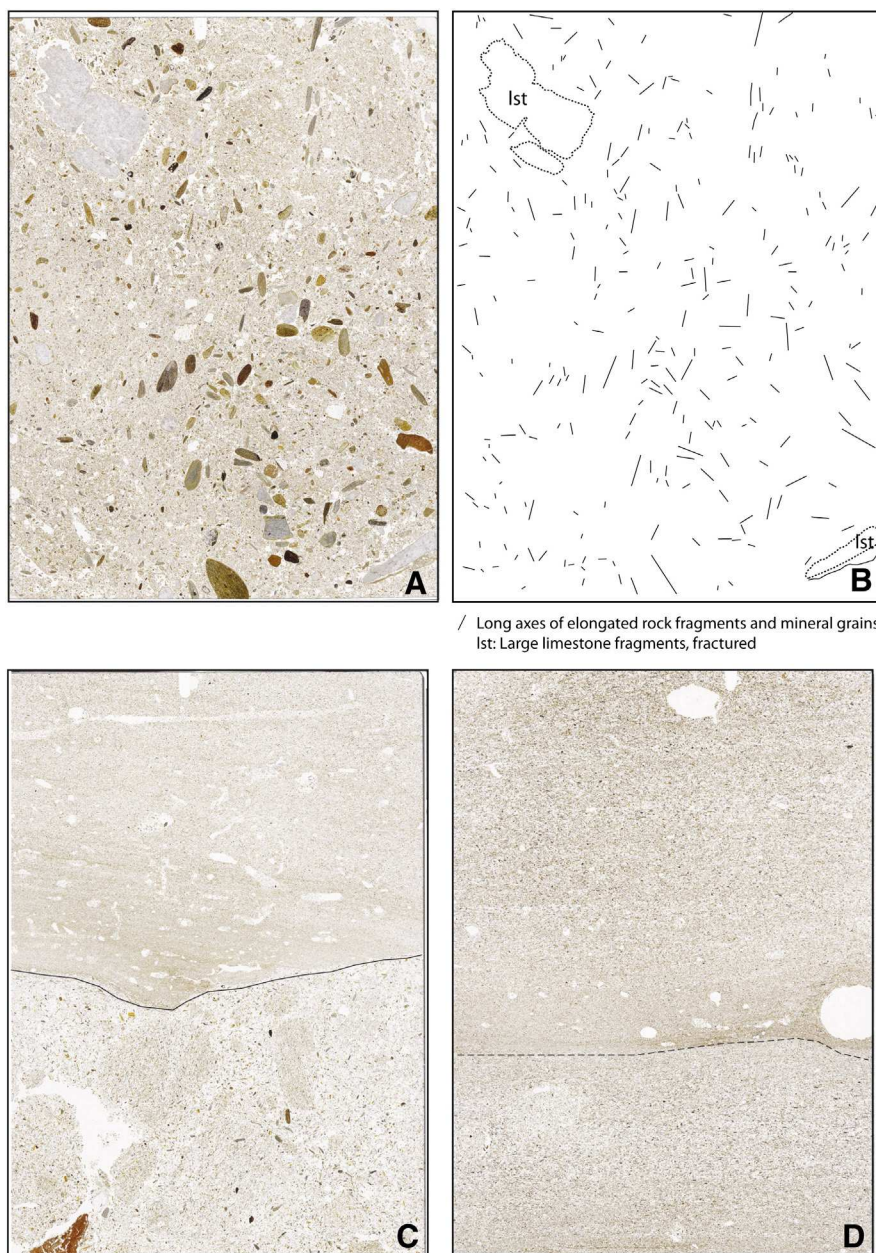 A
lst
lst
B
/ Long axes of elongated rock fragments and mineral grains
lst: Large limestone fragments, fractured
C
D